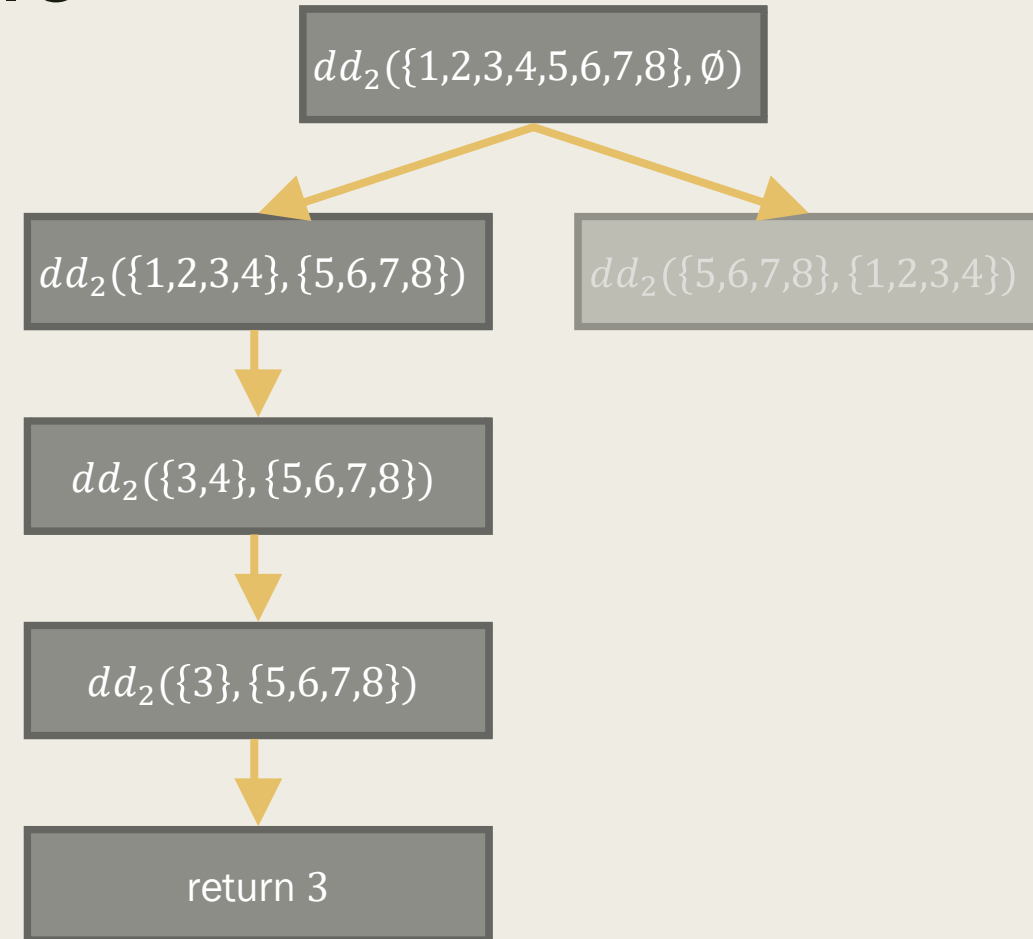 dd₂({1,2,3,4,5,6,7,8}, ∅)
dd₂({1,2,3,4}, {5,6,7,8})
dd₂({5,6,7,8}, {1,2,3,4})
dd₂({3,4}, {5,6,7,8})
dd₂({3}, {5,6,7,8})
return 3